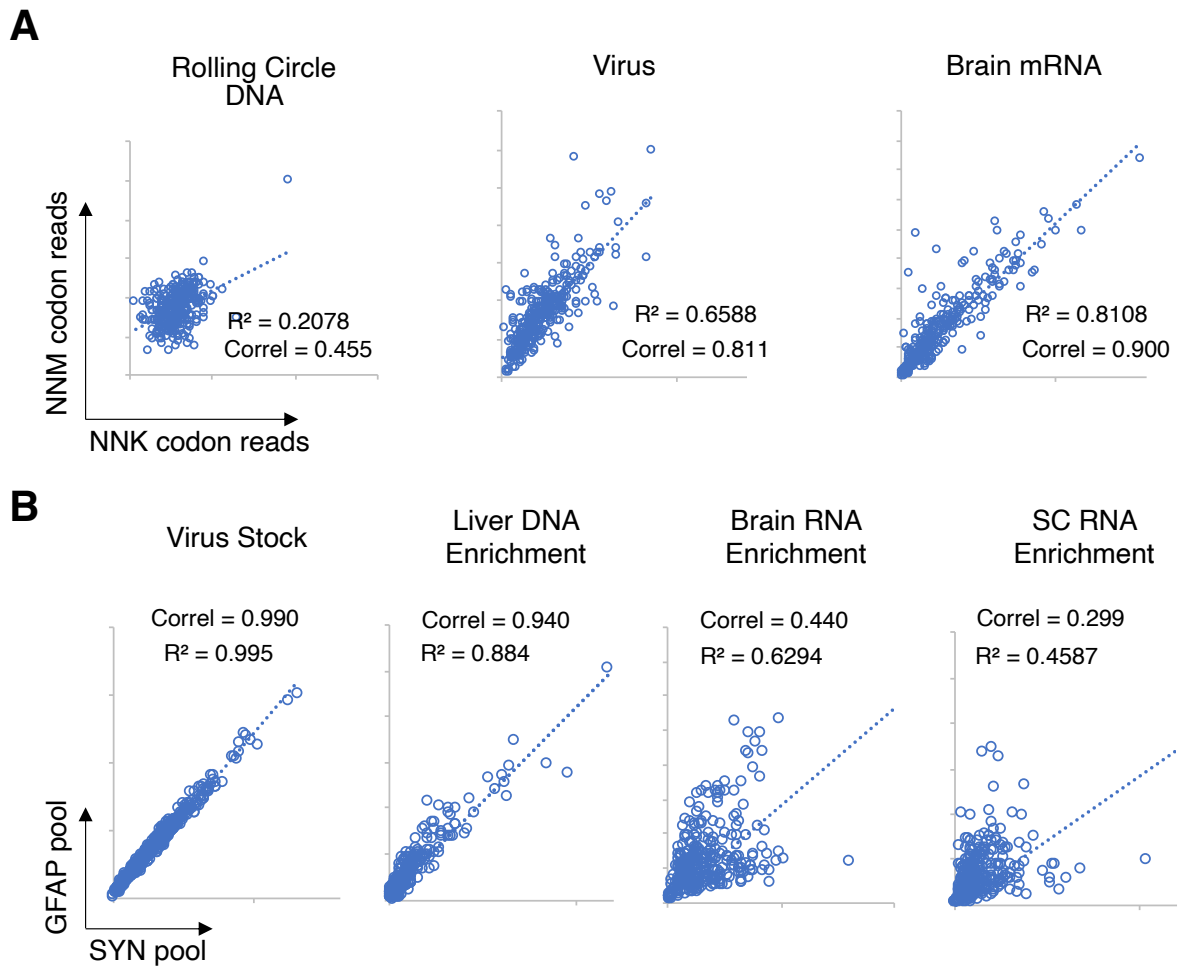 A
Rolling Circle
DNA
Virus
Brain mRNA
NNM codon reads
R² = 0.2078
Correl = 0.455
R² = 0.6588
Correl = 0.811
R² = 0.8108
Correl = 0.900
NNK codon reads
B
Virus Stock
Liver DNA
Enrichment
Brain RNA
Enrichment
SC RNA
Enrichment
Correl = 0.990
R² = 0.995
Correl = 0.940
R² = 0.884
Correl = 0.440
R² = 0.6294
Correl = 0.299
R² = 0.4587
GFAP pool
SYN pool